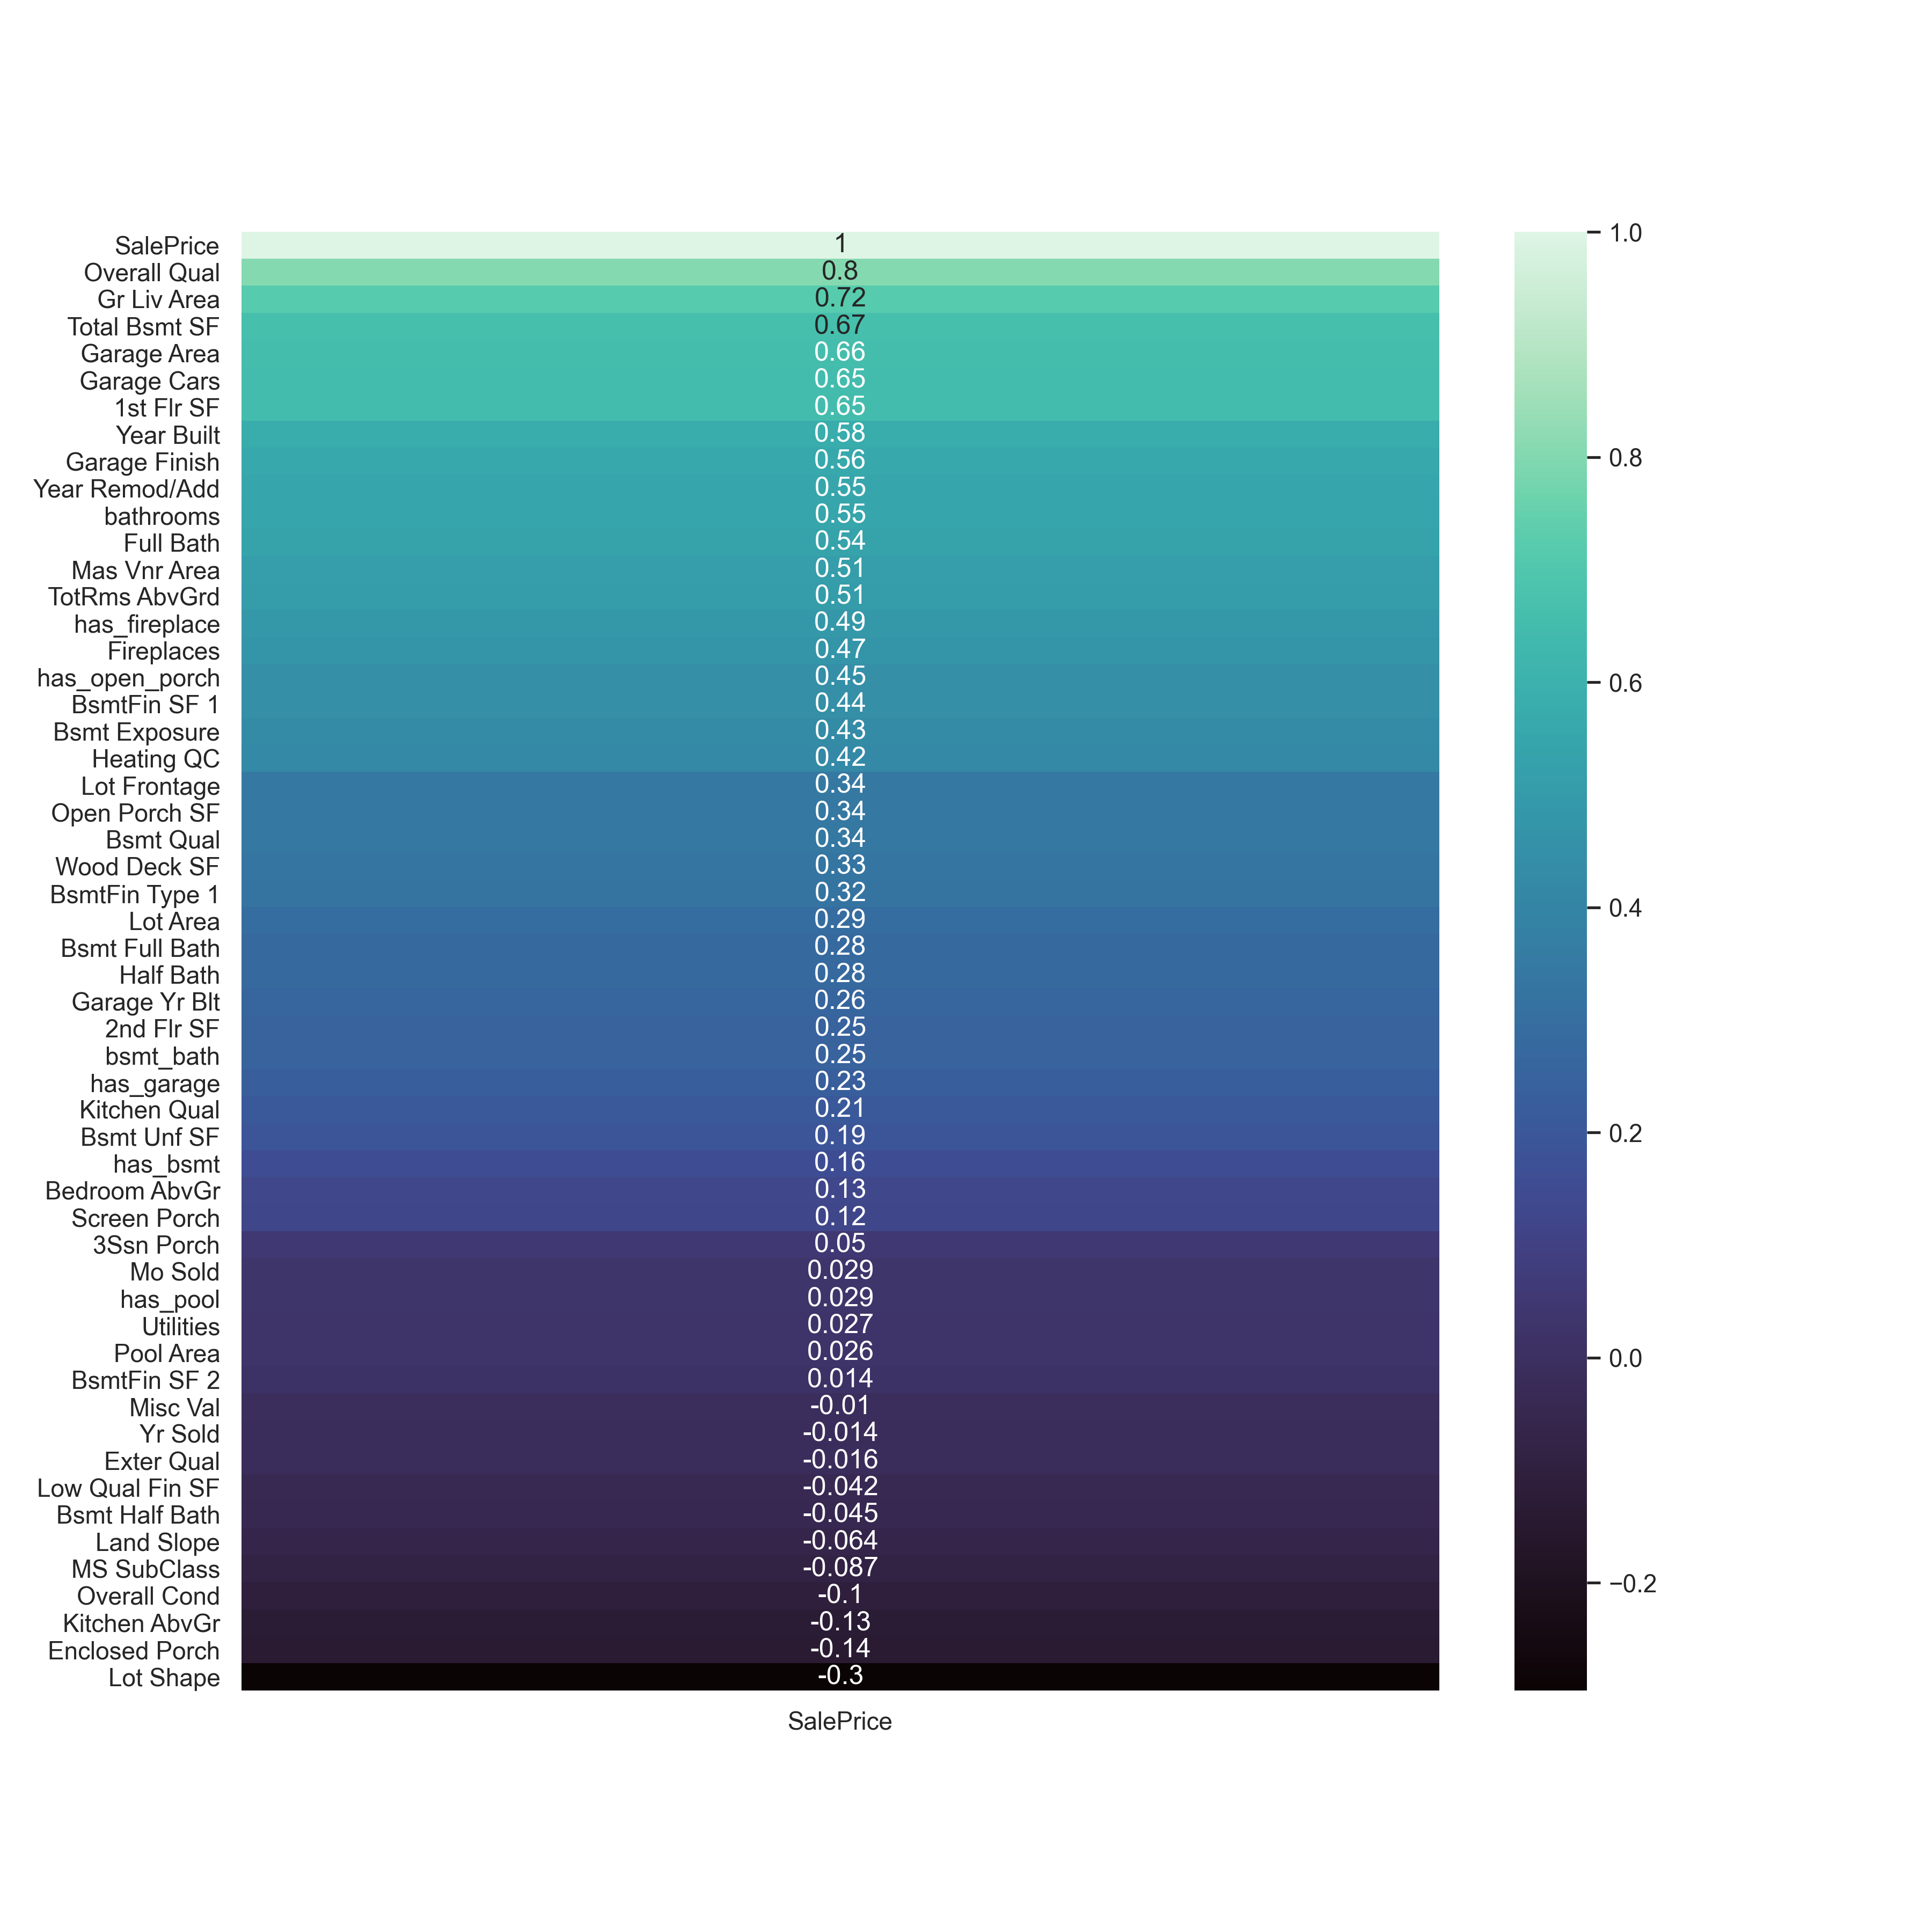 SalePrice 1
Overall Qual 0.8
Gr Liv Area 0.72
Total Bsmt SF 0.67
Garage Area 0.66
Garage Cars 0.65
1st Flr SF 0.65
Year Built 0.58
Garage Finish 0.56
Year Remod/Add 0.55
bathrooms 0.55
Full Bath 0.54
Mas Vnr Area 0.51
TotRms AbvGrd 0.51
has_fireplace 0.49
Fireplaces 0.47
has_open_porch 0.45
BsmtFin SF 1 0.44
Bsmt Exposure 0.43
Heating QC 0.42
Lot Frontage 0.34
Open Porch SF 0.34
Bsmt Qual 0.34
Wood Deck SF 0.33
BsmtFin Type 1 0.32
Lot Area 0.29
Bsmt Full Bath 0.28
Half Bath 0.28
Garage Yr Blt 0.26
2nd Flr SF 0.25
bsmt_bath 0.25
has_garage 0.23
Kitchen Qual 0.21
Bsmt Unf SF 0.19
has_bsmt 0.16
Bedroom AbvGr 0.13
Screen Porch 0.12
3Ssn Porch 0.05
Mo Sold 0.029
has_pool 0.029
Utilities 0.027
Pool Area 0.026
BsmtFin SF 2 0.014
Misc Val -0.01
Yr Sold -0.014
Exter Qual -0.016
Low Qual Fin SF -0.042
Bsmt Half Bath -0.045
Land Slope -0.064
MS SubClass -0.087
Overall Cond -0.1
Kitchen AbvGr -0.13
Enclosed Porch -0.14
Lot Shape -0.3
SalePrice
1.0
0.8
0.6
0.4
0.2
0.0
−0.2